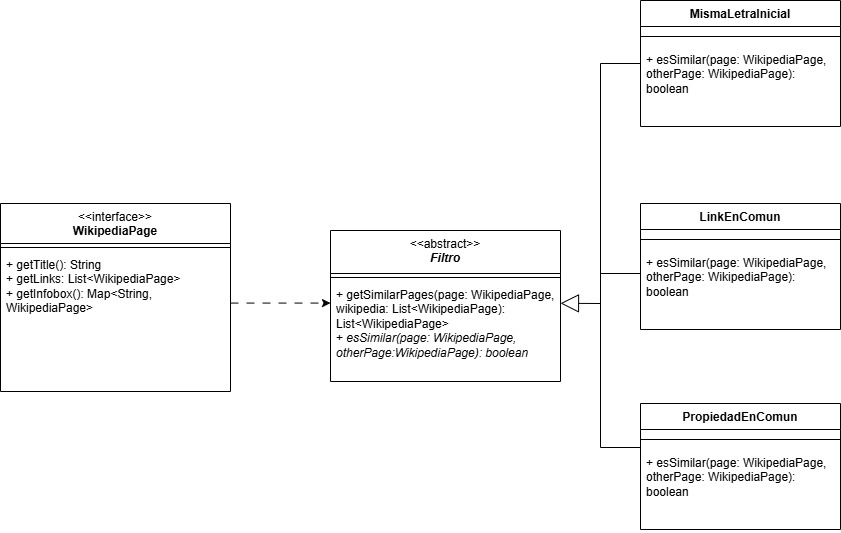 MismaLetraInicial
+ esSimilar(page: WikipediaPage,
otherPage: WikipediaPage):
boolean
<<interface>>
WikipediaPage
+ getTitle(): String
+ getLinks: List<WikipediaPage>
+ getInfobox(): Map<String,
WikipediaPage>
<<abstract>>
Filtro
+ getSimilarPages(page: WikipediaPage,
wikipedia: List<WikipediaPage):
List<WikipediaPage>
+ esSimilar(page: WikipediaPage,
otherPage:WikipediaPage): boolean
LinkEnComun
+ esSimilar(page: WikipediaPage,
otherPage: WikipediaPage):
boolean
PropiedadEnComun
+ esSimilar(page: WikipediaPage,
otherPage: WikipediaPage):
boolean